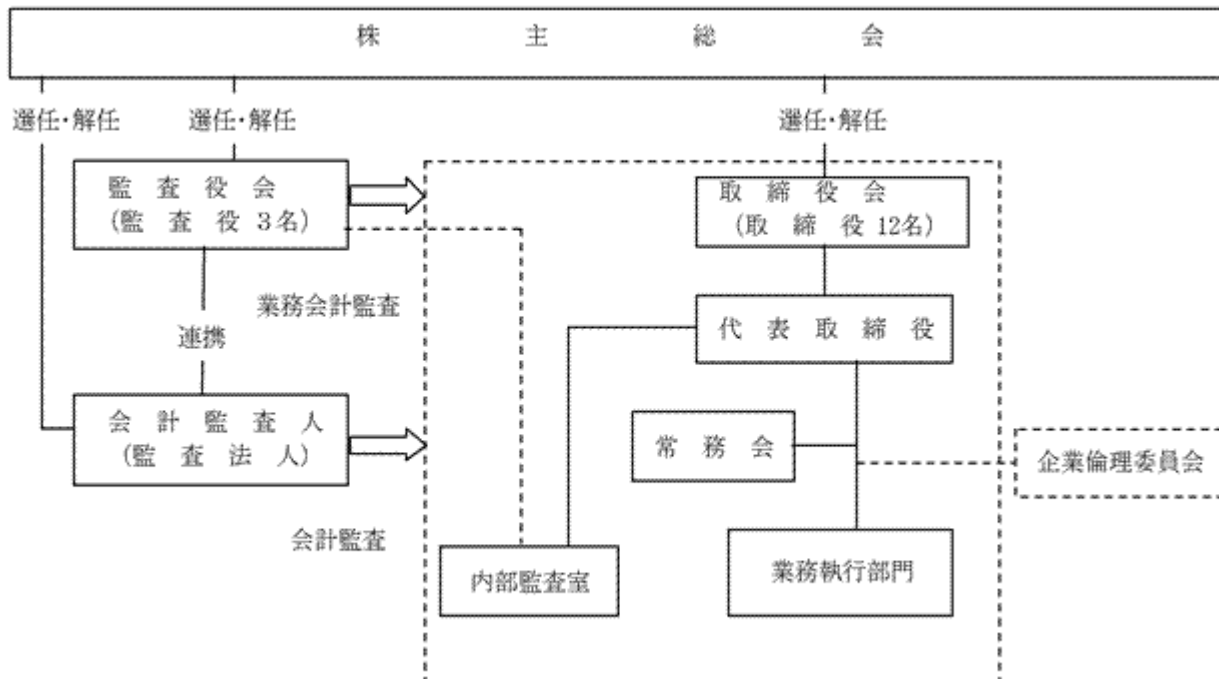 株主総会
選任・解任
選任・解任
選任・解任
監査役会
(監査役3名)
取締役会
(取締役12名)
業務会計監査
代表取締役
連携
会計監査人
(監査法人)
常務会
企業倫理委員会
会計監査
内部監査室
業務執行部門